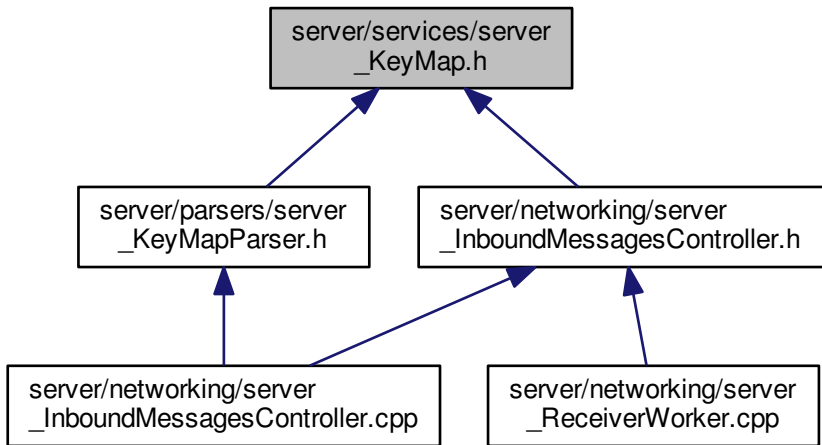 server/services/server
_KeyMap.h
server/parsers/server
_KeyMapParser.h
server/networking/server
_InboundMessagesController.h
server/networking/server
_InboundMessagesController.cpp
server/networking/server
_ReceiverWorker.cpp